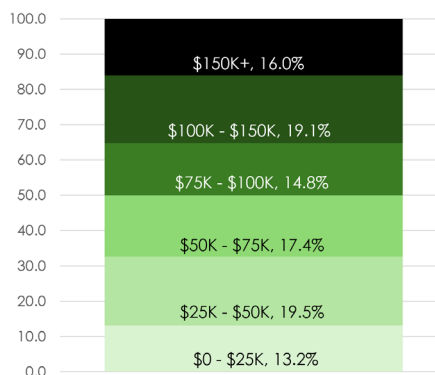 100.0
90.0
$150K+, 16.0%
80.0
70.0
$100K - $150K, 19.1%
60.0
$75K - $100K, 14.8%
50.0
40.0
$50K - $75K, 17.4%
30.0
20.0
$25K - $50K, 19.5%
10.0
$0 - $25K, 13.2%
0.0